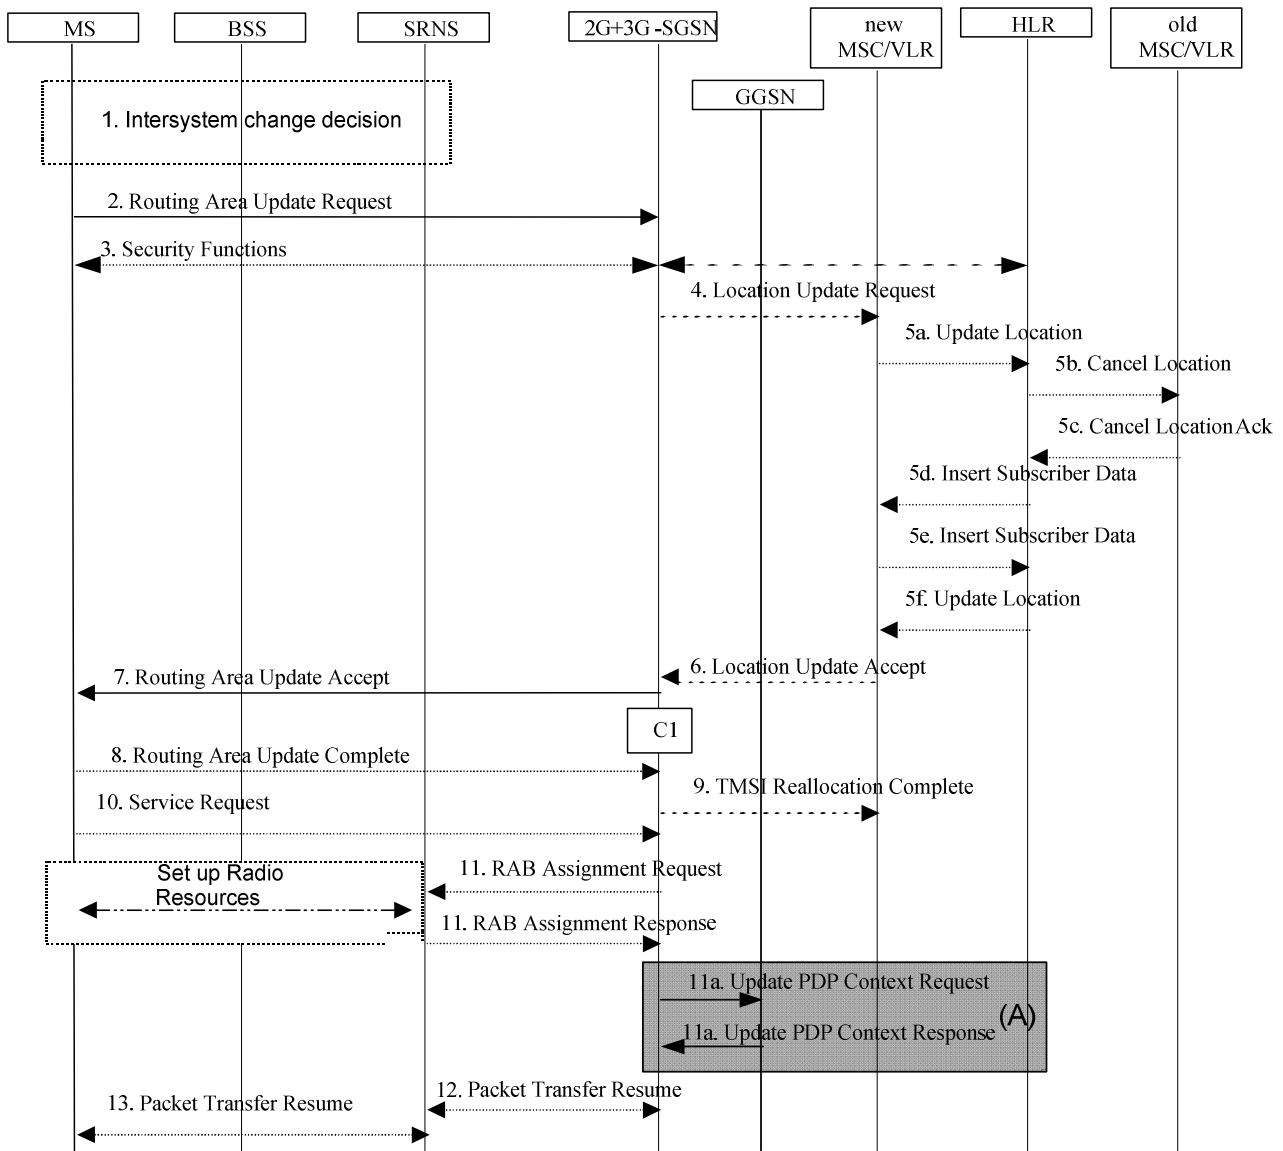 MS
BSS
SRNS
2G+3G-SGSN
new
MSC/VLR
HLR
old
MSC/VLR
GGSN
1. Intersystem change decision
2. Routing Area Update Request
3. Security Functions
4. Location Update Request
5a. Update Location
5b. Cancel Location
5c. Cancel Location Ack
5d. Insert Subscriber Data
5e. Insert Subscriber Data
5f. Update Location
6. Location Update Accept
7. Routing Area Update Accept
C1
8. Routing Area Update Complete
9. TMSI Reallocation Complete
10. Service Request
Set up Radio
Resources
11. RAB Assignment Request
11. RAB Assignment Response
11a. Update PDP Context Request
(A)
11a. Update PDP Context Response
12. Packet Transfer Resume
13. Packet Transfer Resume